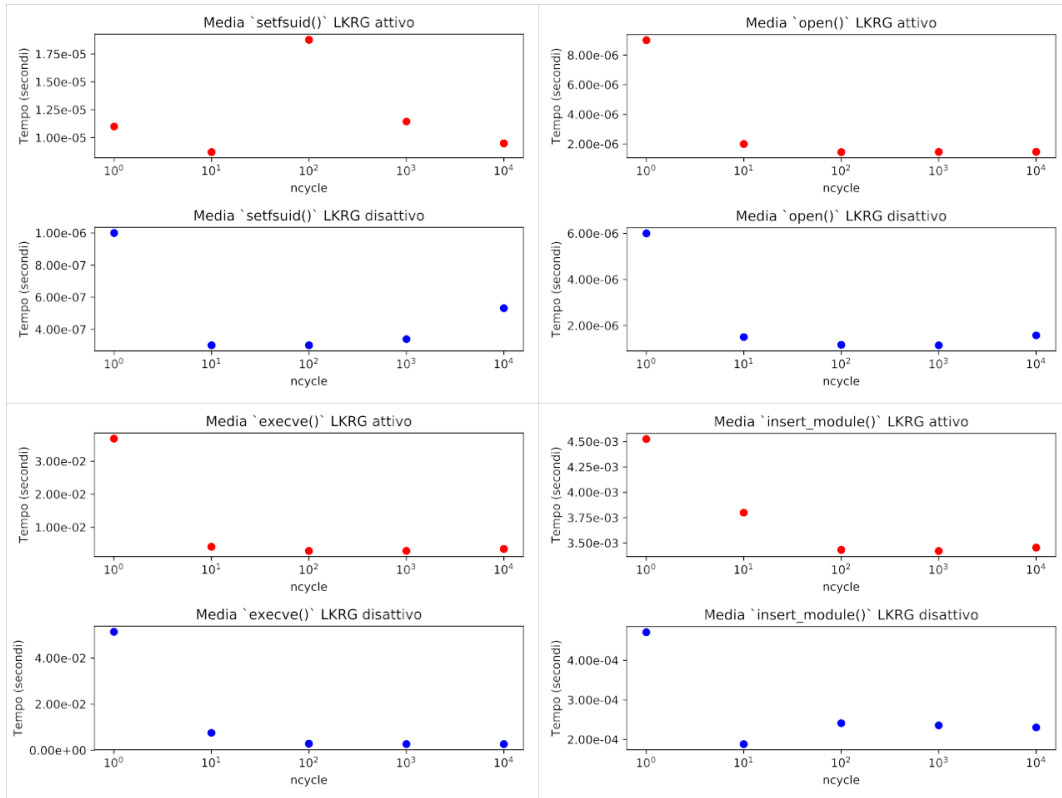 Media `setfsuid()` LKRG attivo
Tempo (secondi)
1.75e-05
1.50e-05
1.25e-05
1.00e-05
10^0 10^1 10^2 10^3 10^4
ncycle
Media `setfsuid()` LKRG disattivo
Tempo (secondi)
1.00e-06
8.00e-07
6.00e-07
4.00e-07
10^0 10^1 10^2 10^3 10^4
ncycle
Media `open()` LKRG attivo
Tempo (secondi)
8.00e-06
6.00e-06
4.00e-06
2.00e-06
10^0 10^1 10^2 10^3 10^4
ncycle
Media `open()` LKRG disattivo
Tempo (secondi)
6.00e-06
4.00e-06
2.00e-06
10^0 10^1 10^2 10^3 10^4
ncycle
Media `execve()` LKRG attivo
Tempo (secondi)
3.00e-02
2.00e-02
1.00e-02
10^0 10^1 10^2 10^3 10^4
ncycle
Media `execve()` LKRG disattivo
Tempo (secondi)
4.00e-02
2.00e-02
0.00e+00
10^0 10^1 10^2 10^3 10^4
ncycle
Media `insert_module()` LKRG attivo
Tempo (secondi)
4.50e-03
4.25e-03
4.00e-03
3.75e-03
3.50e-03
10^0 10^1 10^2 10^3 10^4
ncycle
Media `insert_module()` LKRG disattivo
Tempo (secondi)
4.00e-04
3.00e-04
2.00e-04
10^0 10^1 10^2 10^3 10^4
ncycle